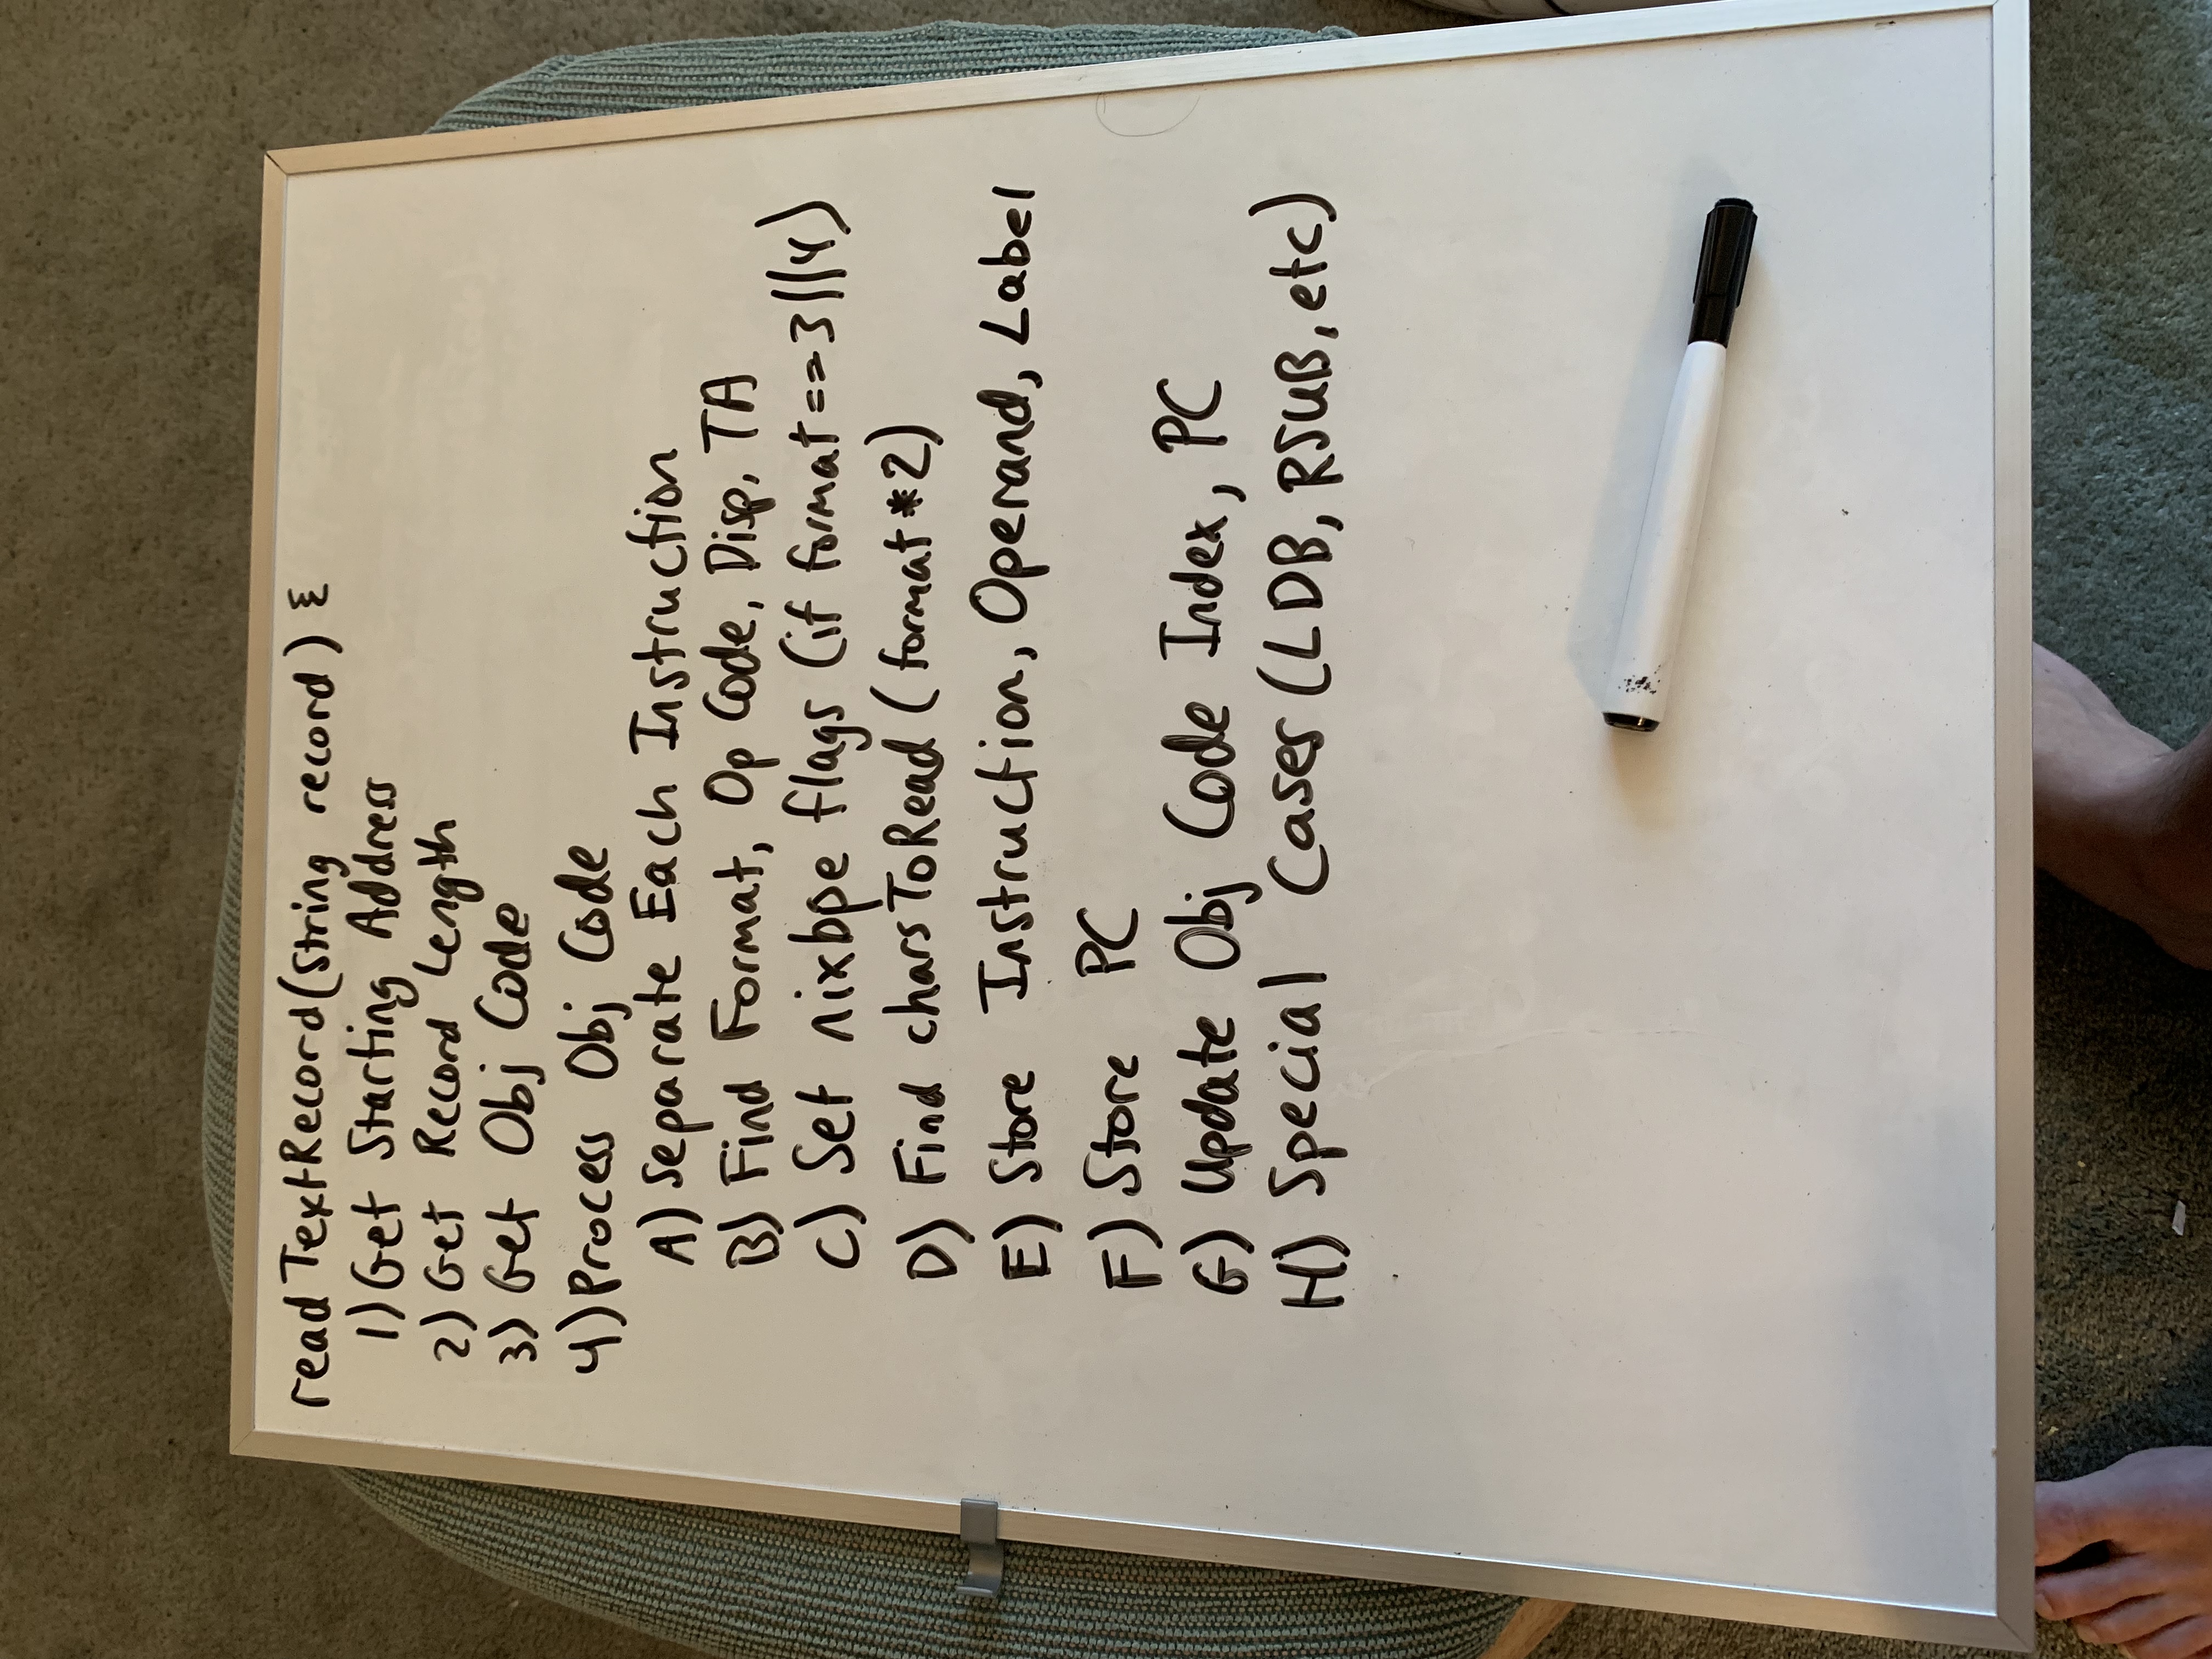 readTextRecord(String record) {
1) Get Starting Address
2) Get Record Length
3) Get Obj Code
4) Process Obj Code
A) Separate Each Instruction
B) Find Format, Op Code, Disp, TA
C) Set nixbpe flags (if format == 3||4)
D) Find charsToRead (format * 2)
E) Store Instruction, Operand, Label
F) Store PC
G) Update Obj Code Index, PC
H) Special Cases (LDB, RSUB, etc)